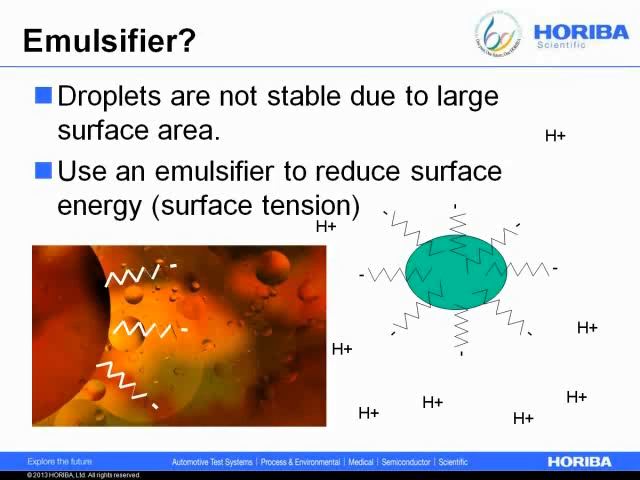 Emulsifier?
HORIBA
Scientific
Droplets are not stable due to large
surface area.
H+
Use an emulsifier to reduce surface
energy (surface tension)
H+
-
-
-
-
-
-
-
-
-
-
-
H+
H+
H+
H+
H+
H+
Explore the future
Automotive Test Systems | Process & Environmental | Medical | Semiconductor | Scientific
HORIBA
© 2013 HORIBA, Ltd. All rights reserved.